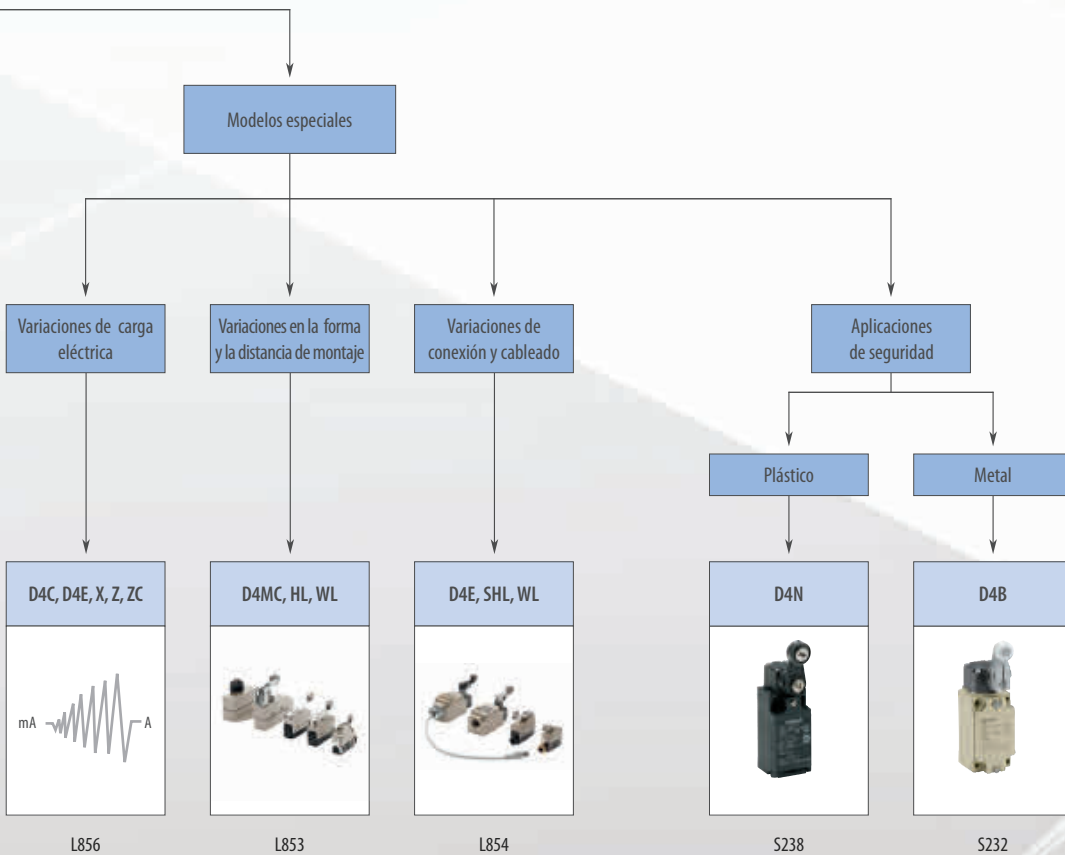 Modelos especiales
Variaciones de carga
eléctrica
Variaciones en la forma
y la distancia de montaje
Variaciones de
conexión y cableado
Aplicaciones
de seguridad
Plástico
Metal
D4C, D4E, X, Z, ZC
D4MC, HL, WL
D4E, SHL, WL
D4N
D4B
mA
A
L856
L853
L854
S238
S232